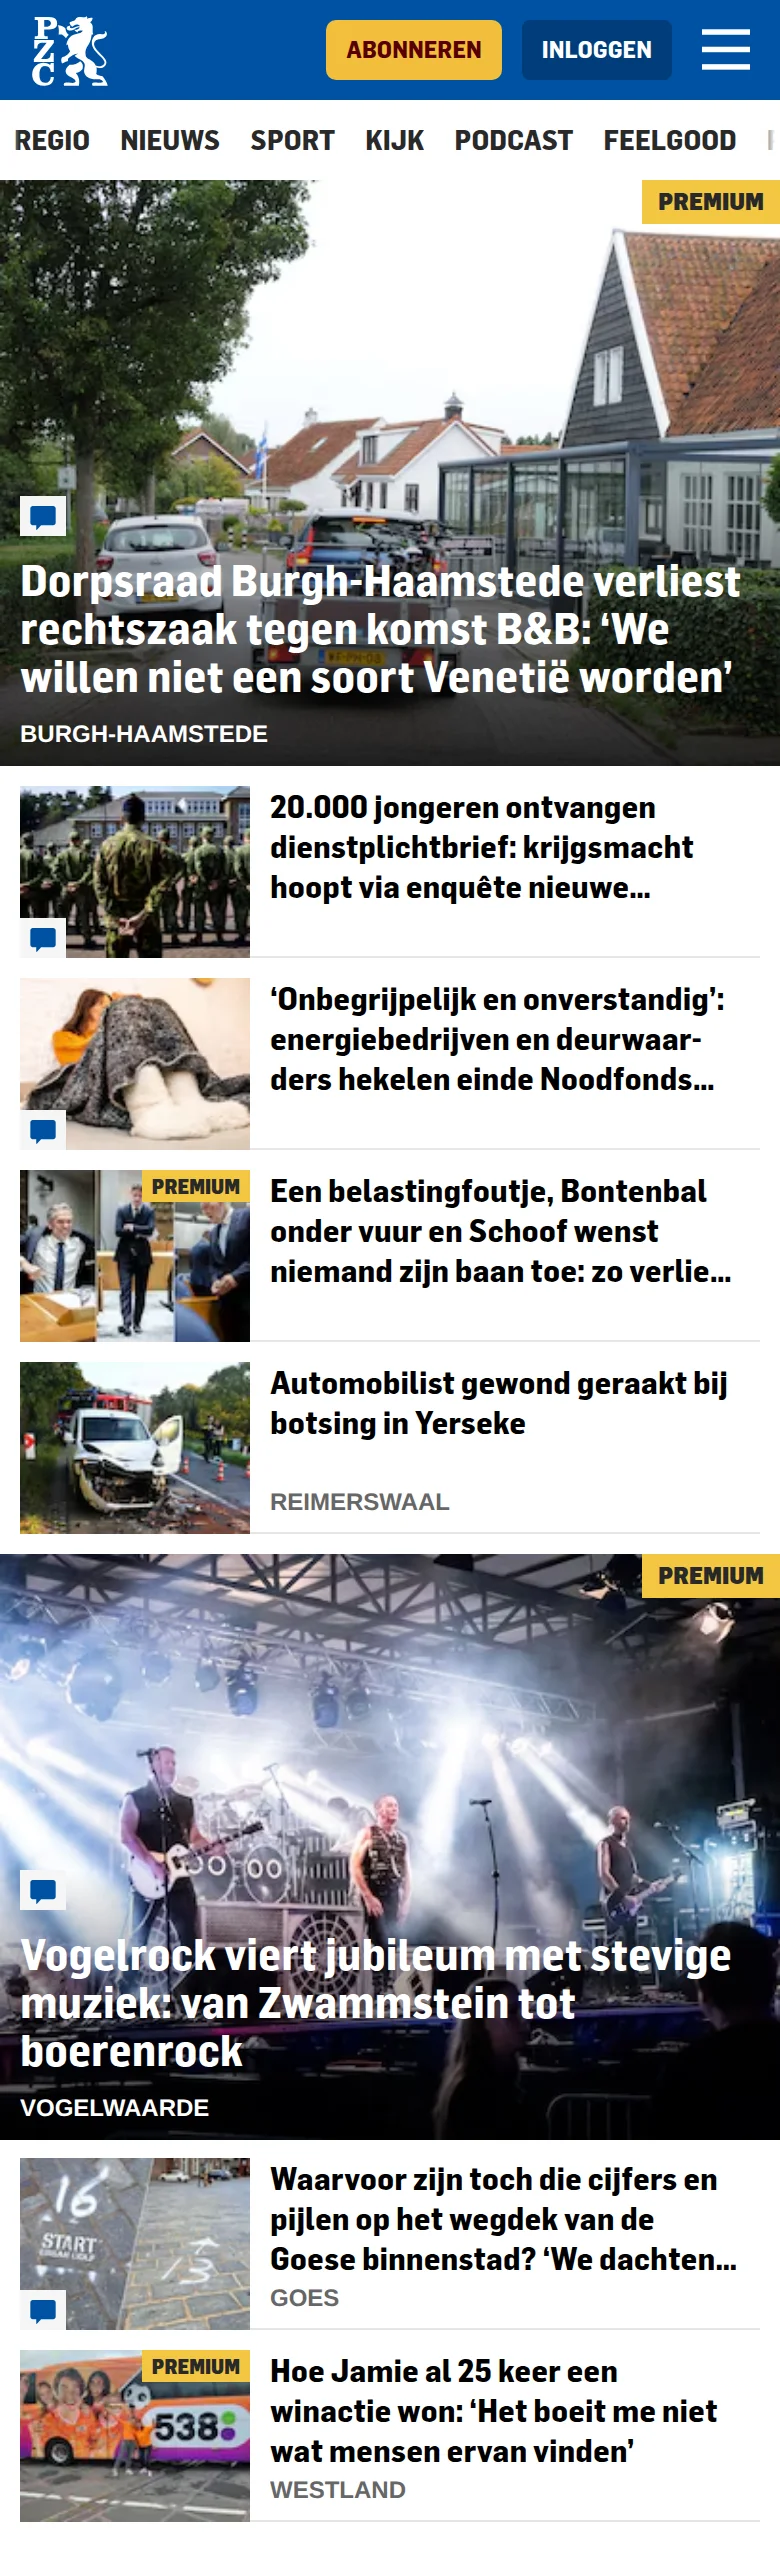 PZC
ABONNEREN
INLOGGEN
REGIO NIEUWS SPORT KIJK PODCAST FEELGOOD
PREMIUM
Dorpsraad Burgh-Haamstede verliest
rechtszaak tegen komst B&B: ‘We
willen niet een soort Venetië worden’
BURGH-HAAMSTEDE
20.000 jongeren ontvangen
dienstplichtbrief: krijgsmacht
hoopt via enquête nieuwe...
‘Onbegrijpelijk en onverstandig’:
energiebedrijven en deurwaar-
ders hekelen einde Noodfonds...
PREMIUM
Een belastingfoutje, Bontenbal
onder vuur en Schoof wenst
niemand zijn baan toe: zo verlie...
Automobilist gewond geraakt bij
botsing in Yerseke
REIMERSWAAL
PREMIUM
Vogelrock viert jubileum met stevige
muziek: van Zwammstein tot
boerenrock
VOGELWAARDE
16
START
13
Waarvoor zijn toch die cijfers en
pijlen op het wegdek van de
Goese binnenstad? ‘We dachten...
GOES
PREMIUM
538
Hoe Jamie al 25 keer een
winactie won: ‘Het boeit me niet
wat mensen ervan vinden’
WESTLAND